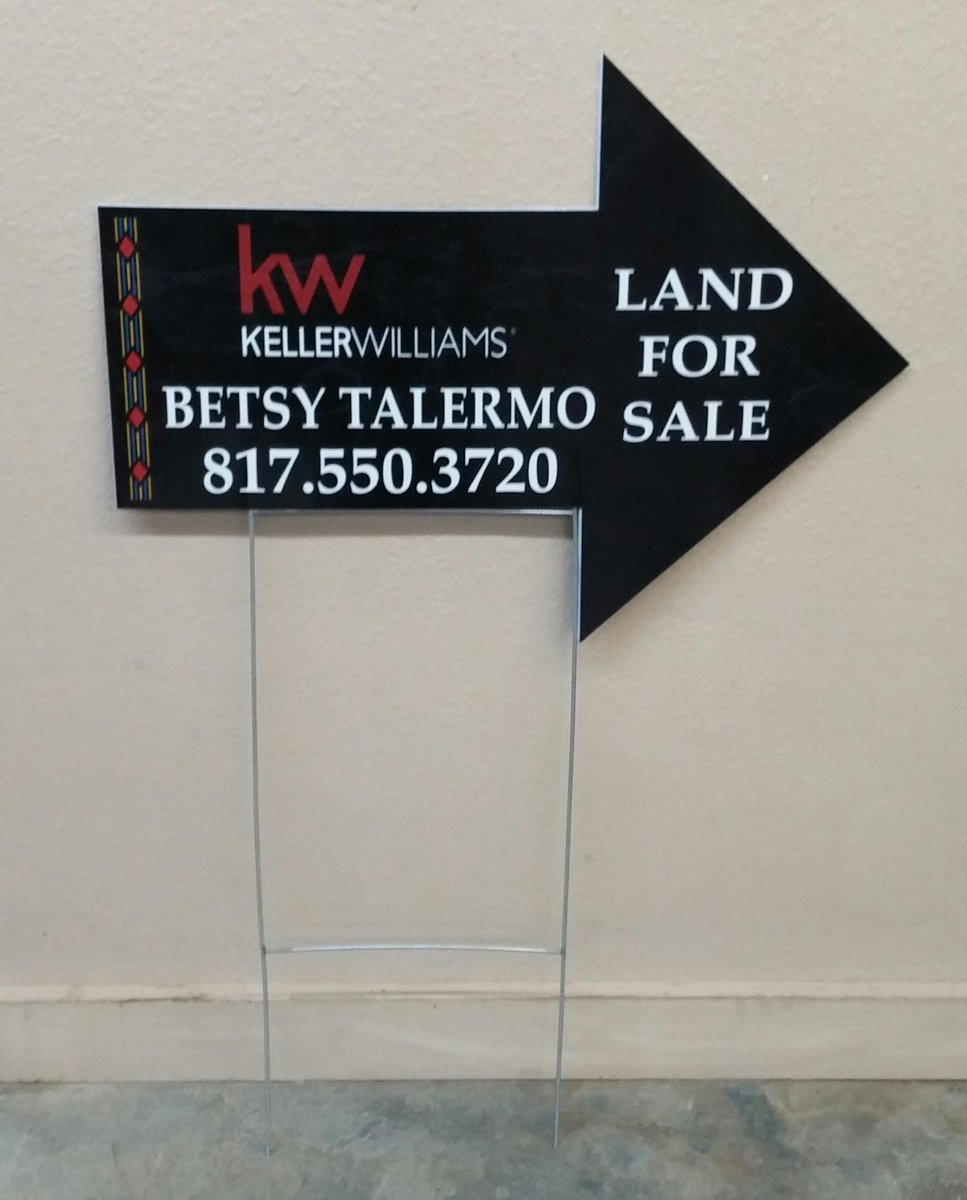 kw
KELLERWILLIAMS®
BETSY TALERMO
817.550.3720
LAND
FOR
SALE